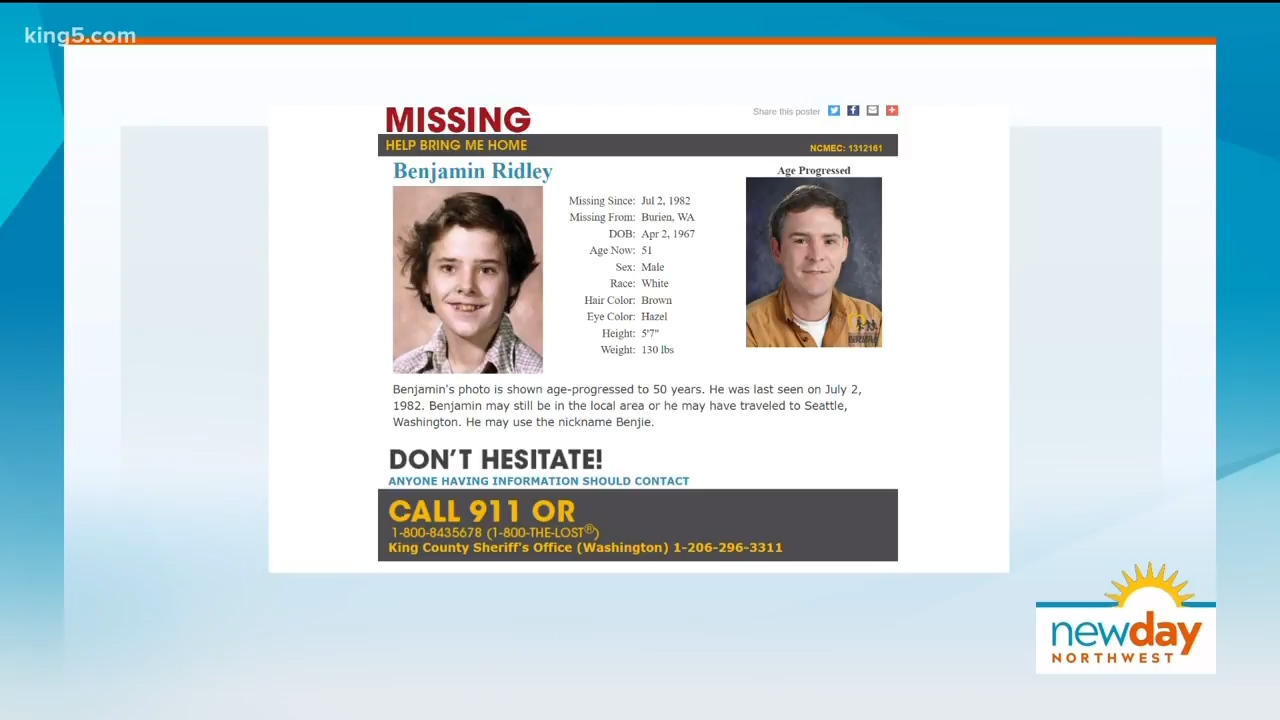 king5.com
MISSING
Share this poster
HELP BRING ME HOME
NCMEC: 1312161
Benjamin Ridley
Age Progressed
Missing Since: Jul 2, 1982
Missing From: Burien, WA
DOB: Apr 2, 1967
Age Now: 51
Sex: Male
Race: White
Hair Color: Brown
Eye Color: Hazel
Height: 5'7"
Weight: 130 lbs
Benjamin's photo is shown age-progressed to 50 years. He was last seen on July 2,
1982. Benjamin may still be in the local area or he may have traveled to Seattle,
Washington. He may use the nickname Benjie.
DON'T HESITATE!
ANYONE HAVING INFORMATION SHOULD CONTACT
CALL 911 OR
1-800-8435678 (1-800-THE-LOST®)
King County Sheriff's Office (Washington) 1-206-296-3311
newday
NORTHWEST